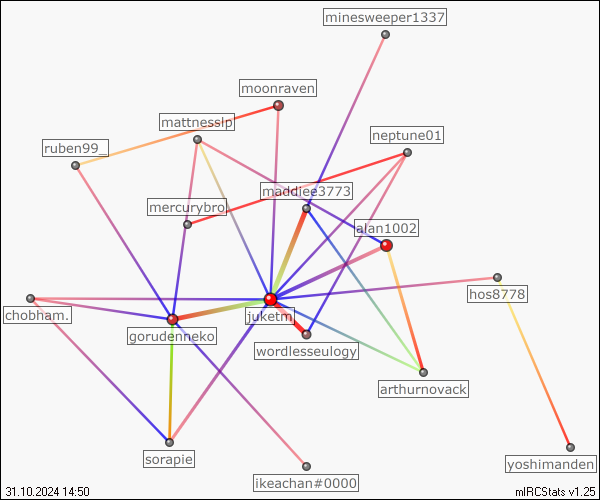 minesweeper1337
moonraven
mattnesslp
neptune01
ruben99_
maddiee3773
mercurybro
alan1002
hos8778
chobham.
juketm
gorudenneko
wordlesseulogy
arthurnovack
sorapie
yoshimanden
ikeachan#0000
31.10.2024 14:50
mIRCStats v1.25